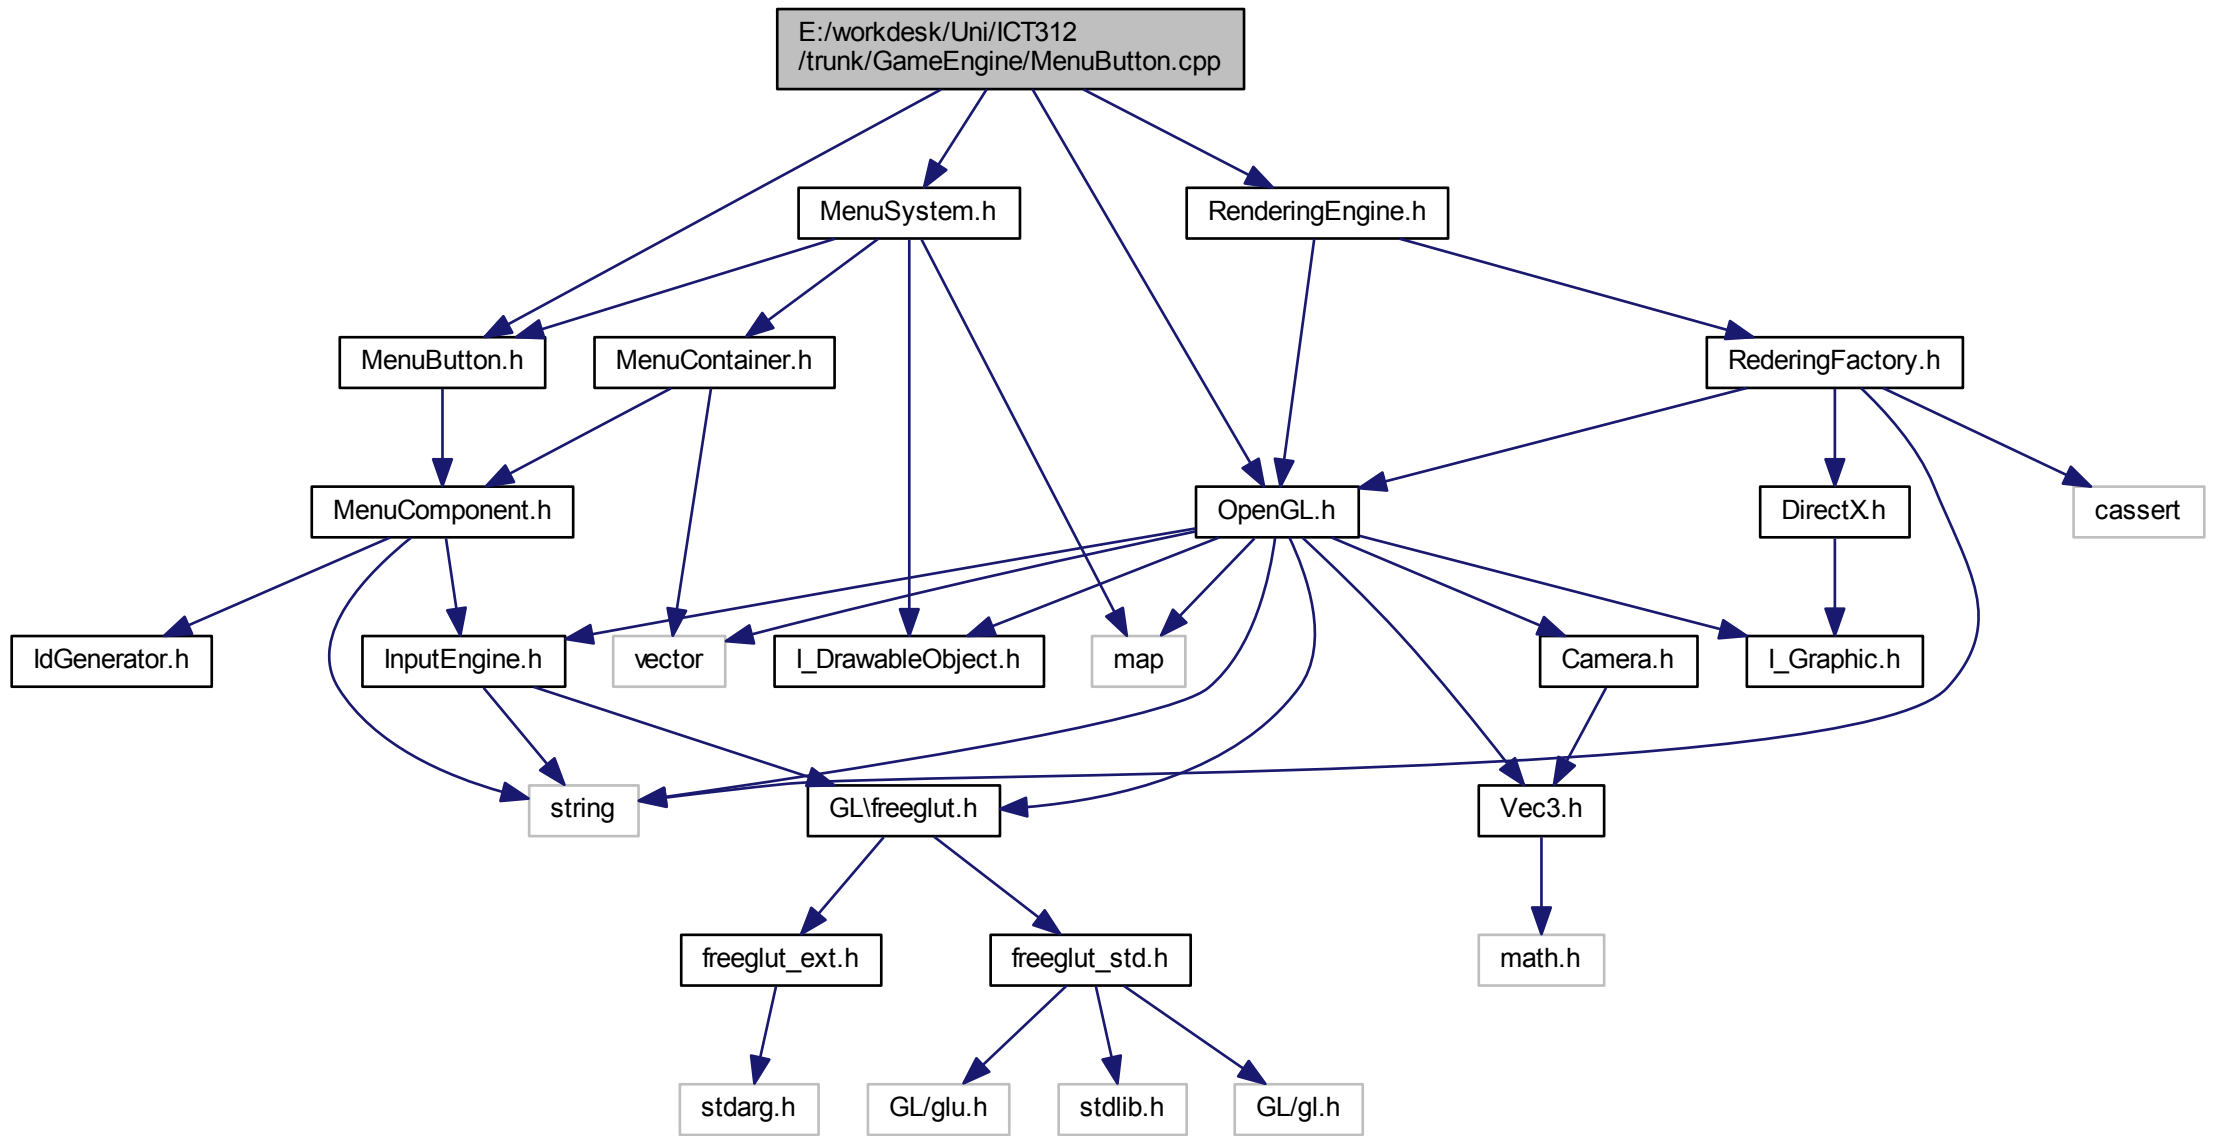 E:/workdesk/Uni/ICT312
/trunk/GameEngine/MenuButton.cpp
MenuSystem.h
RenderingEngine.h
MenuButton.h
MenuContainer.h
RederingFactory.h
MenuComponent.h
OpenGL.h
DirectX.h
cassert
IdGenerator.h
InputEngine.h
vector
I_DrawableObject.h
map
Camera.h
I_Graphic.h
string
GL\freeglut.h
Vec3.h
freeglut_ext.h
freeglut_std.h
math.h
stdarg.h
GL/glu.h
stdlib.h
GL/gl.h